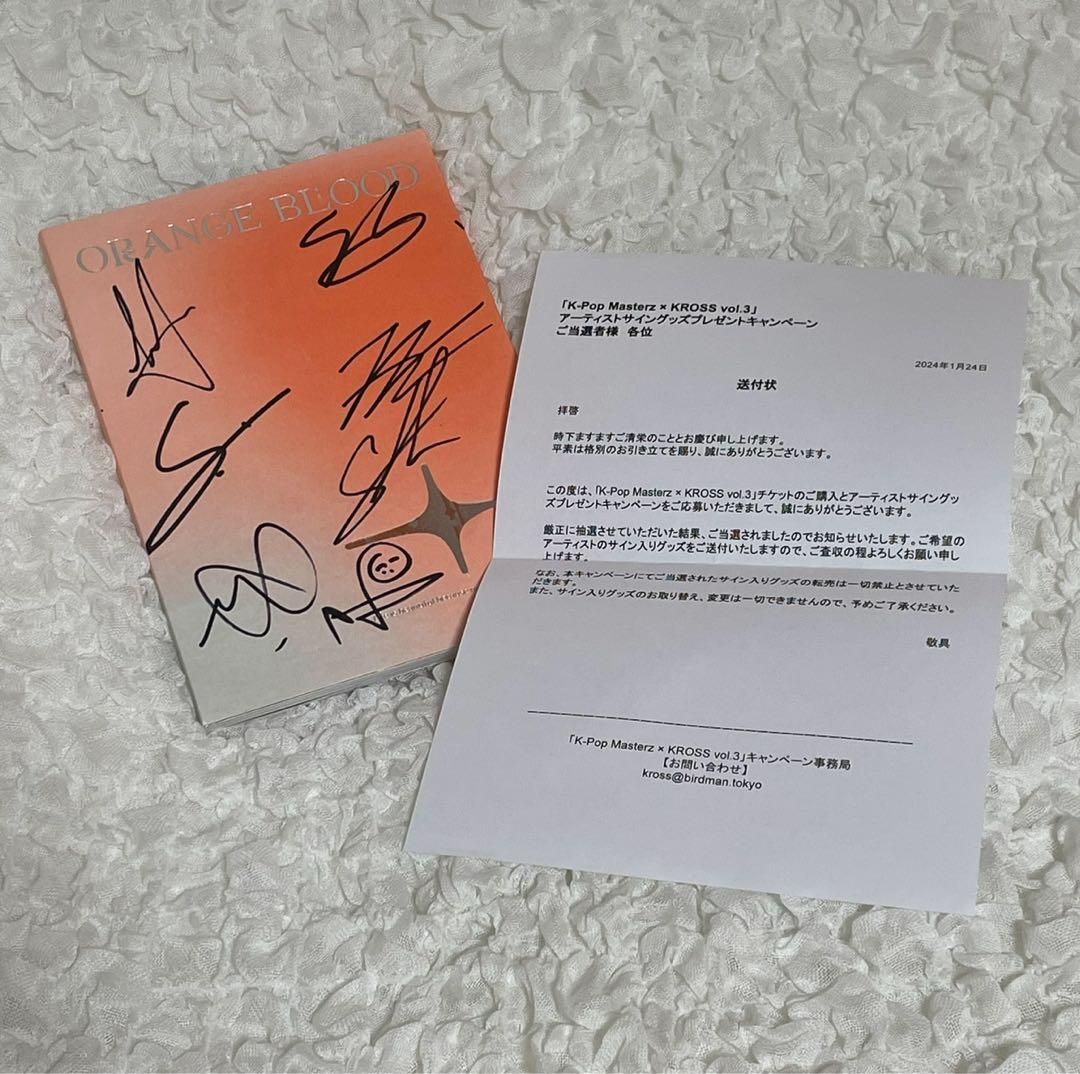 ORANGE BLOOD
「K-Pop Masterz × KROSS vol.3」
アーティストサイングッズプレゼントキャンペーン
ご当選者様 各位
2024年1月24日
送付状
拝啓
時下ますますご清栄のこととお慶び申し上げます。
平素は格別のお引き立てを賜り、誠にありがとうございます。
この度は、「K-Pop Masterz × KROSS vol.3」チケットのご購入とアーティストサイングッ
ズプレゼントキャンペーンをご応募いただきまして、誠にありがとうございます。
厳正に抽選させていただいた結果、ご当選されましたのでお知らせいたします。ご希望の
アーティストのサイン入りグッズをご送付いたしますので、ご査収の程よろしくお願い申し
上げます。
なお、本キャンペーンにてご当選されたサイン入りグッズの転売は一切禁止とさせていた
だきます。
また、サイン入りグッズのお取り替え、変更は一切できませんので、予めご了承ください。
敬具
「K-Pop Masterz × KROSS vol.3」キャンペーン事務局
【お問い合わせ】
kross@birdman.tokyo